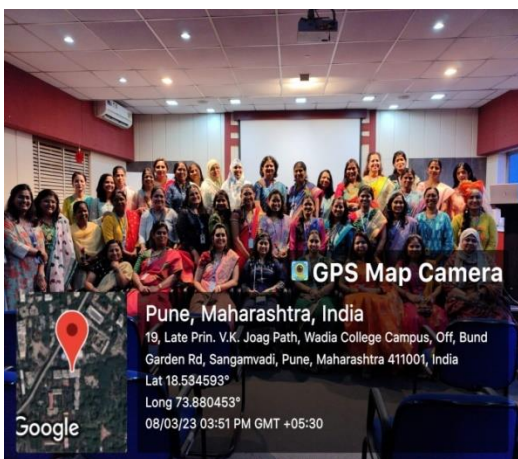 GPS Map Camera
Pune, Maharashtra, India
19, Late Prin. V.K. Joag Path, Wadia College Campus, Off, Bund
Garden Rd, Sangamvadi, Pune, Maharashtra 411001, India
Lat 18.534593°
Long 73.880453°
08/03/23 03:51 PM GMT +05:30
Google